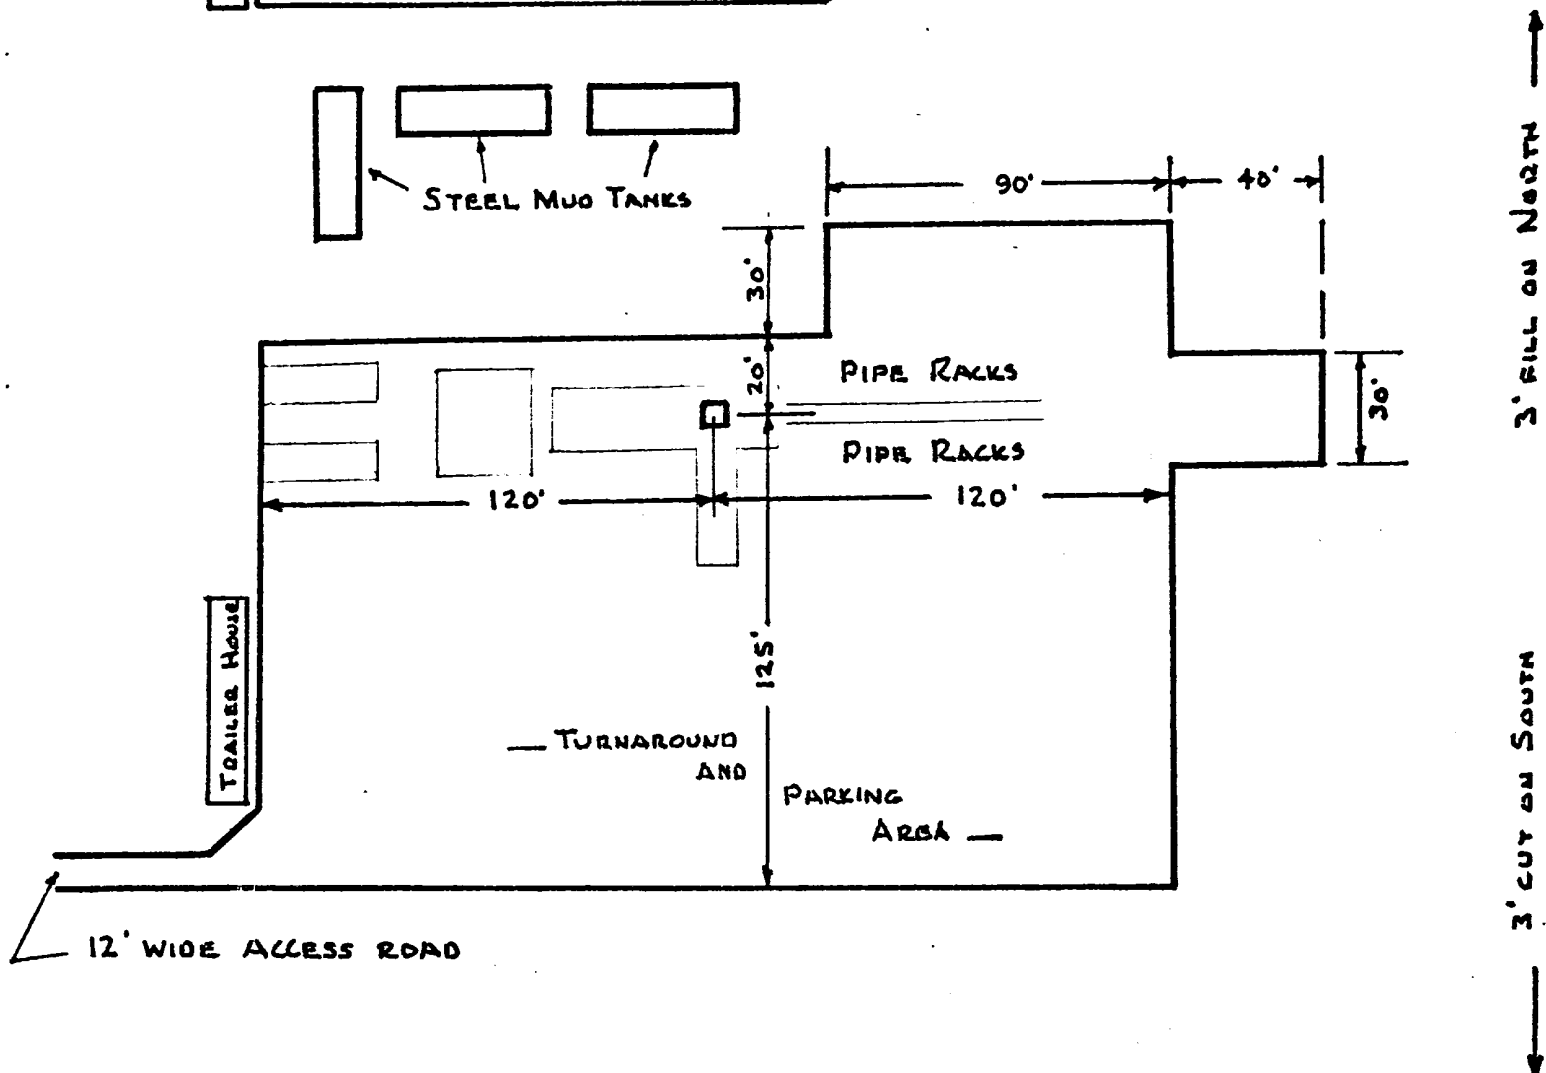 STEEL MUD TANKS
90'
40'
30'
20'
PIPE RACKS
30'
PIPE RACKS
120'
120'
125'
TRAILER HOUSE
— TURNAROUND
AND
PARKING
AREA —
12' WIDE ACCESS ROAD
3' FILL ON NORTH
3' CUT ON SOUTH